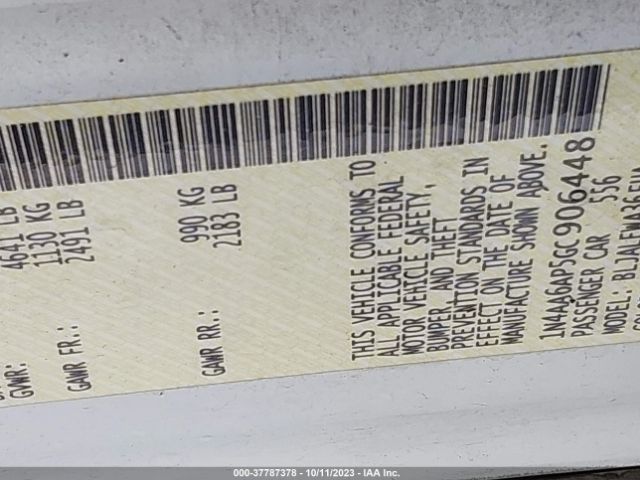 GVWR:
4641 LB
GAWR FR.:
1130 KG
2491 LB
GAWR RR.:
990 KG
2183 LB
THIS VEHICLE CONFORMS TO
ALL APPLICABLE FEDERAL
MOTOR VEHICLE SAFETY,
BUMPER, AND THEFT
PREVENTION STANDARDS IN
EFFECT ON THE DATE OF
MANUFACTURE SHOWN ABOVE.
1N4AA6AP5GC906448
PASSENGER CAR 556
MODEL:
000-37787378 | 10/11/2023 | IAA Inc.